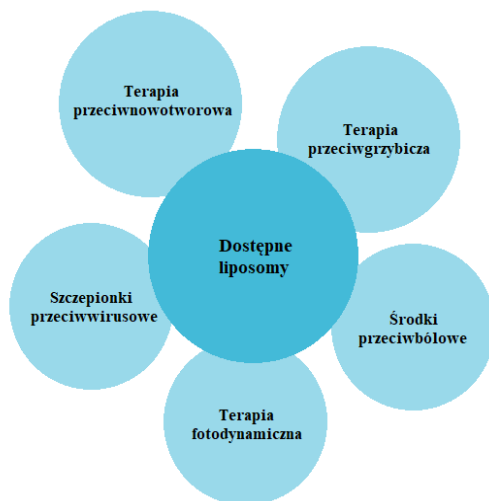 Terapia
przeciwnowotworowa
Terapia
przeciwgrzybicza
Dostępne
liposomy
Szczepionki
przeciwwirusowe
Środki
przeciwbólowe
Terapia
fotodynamiczna